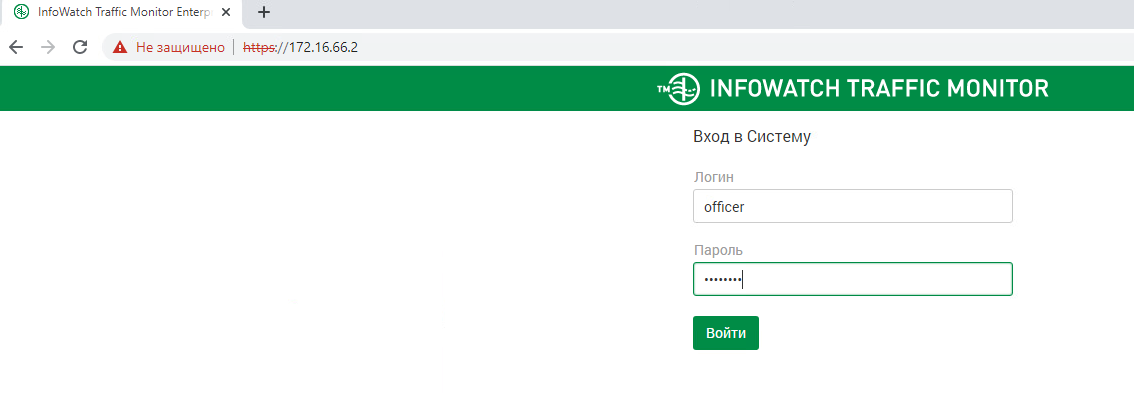 InfoWatch Traffic Monitor Enterp
Не защищено https://172.16.66.2
TM INFOWATCH TRAFFIC MONITOR
Вход в Систему
Логин
officer
Пароль
••••••••
Войти